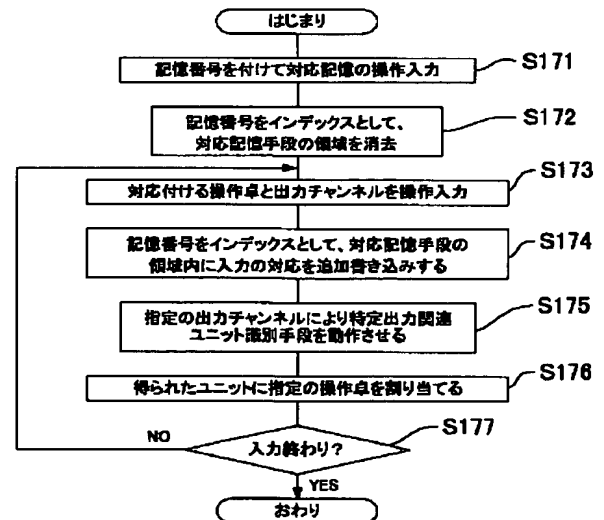 はじまり
記憶番号を付けて対応記憶の操作入力
S171
記憶番号をインデックスとして、
対応記憶手段の領域を消去
S172
対応付ける操作卓と出力チャンネルを操作入力
S173
記憶番号をインデックスとして、対応記憶手段の
領域内に入力の対応を追加書き込みする
S174
指定の出力チャンネルにより特定出力関連
ユニット識別手段を動作させる
S175
得られたユニットに指定の操作卓を割り当てる
S176
入力終わり?
S177
NO
YES
おわり